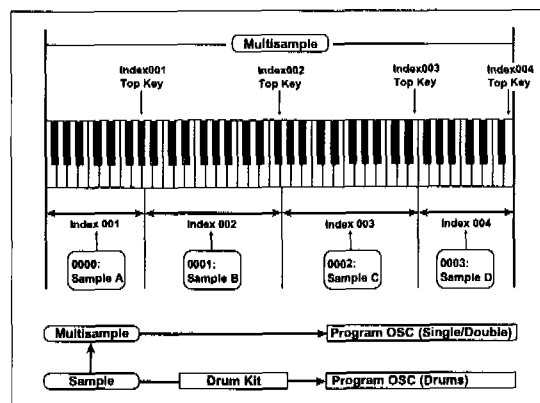 Multisample
Index001 Index002 Index003 Index004
Top Key Top Key Top Key Top Key
Index 001 Index 002 Index 003 Index 004
0000: 0001: 0002: 0003:
Sample A Sample B Sample C Sample D
Multisample Program OSC (Single/Double)
Sample Drum Kit Program OSC (Drums)